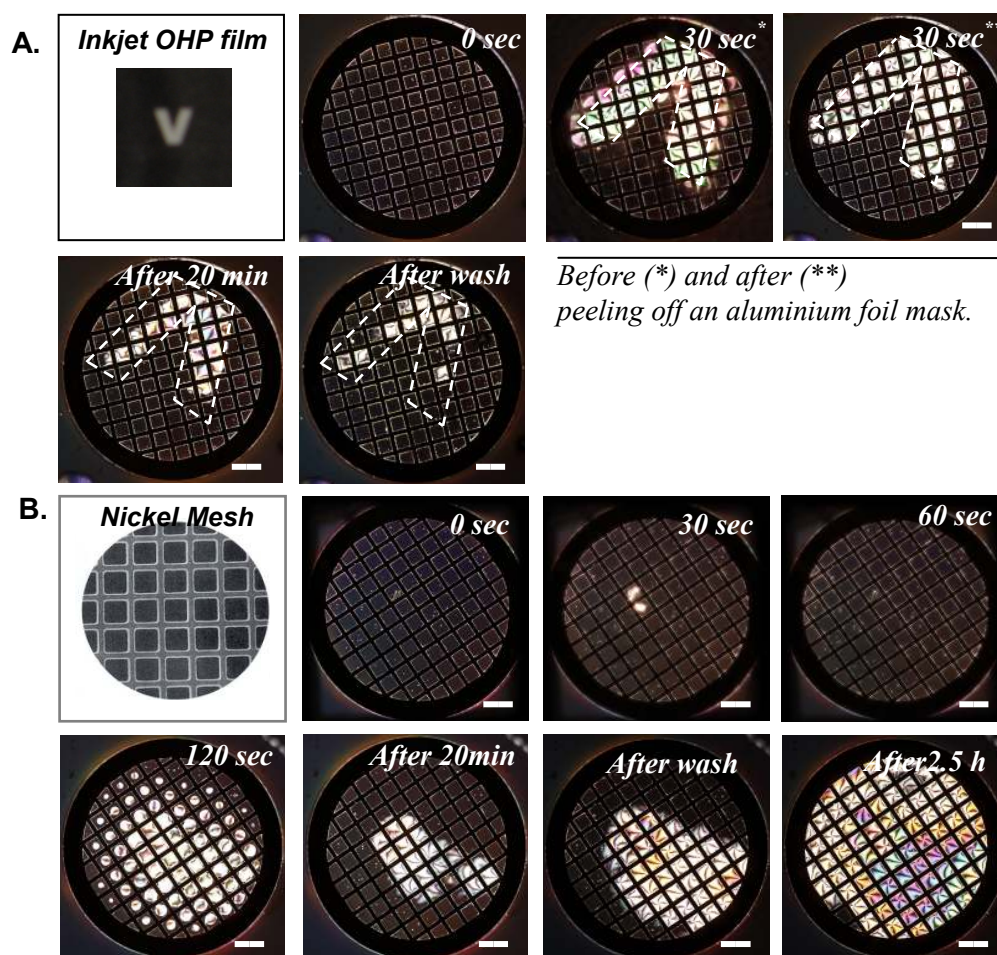 A.
Inkjet OHP film
V
0 sec
30 sec*
30 sec**
After 20 min
After wash
Before (*) and after (**)
peeling off an aluminium foil mask.
B.
Nickel Mesh
0 sec
30 sec
60 sec
120 sec
After 20min
After wash
After2.5 h